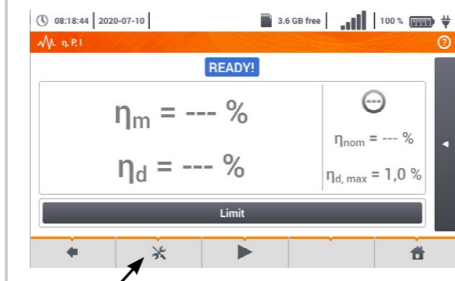 08:18:44 2020-07-10 3.6 GB free 100 %
η, P, I
READY!
ηm = --- %
ηd = --- %
---
ηnom = --- %
ηd, max = 1,0 %
Limit